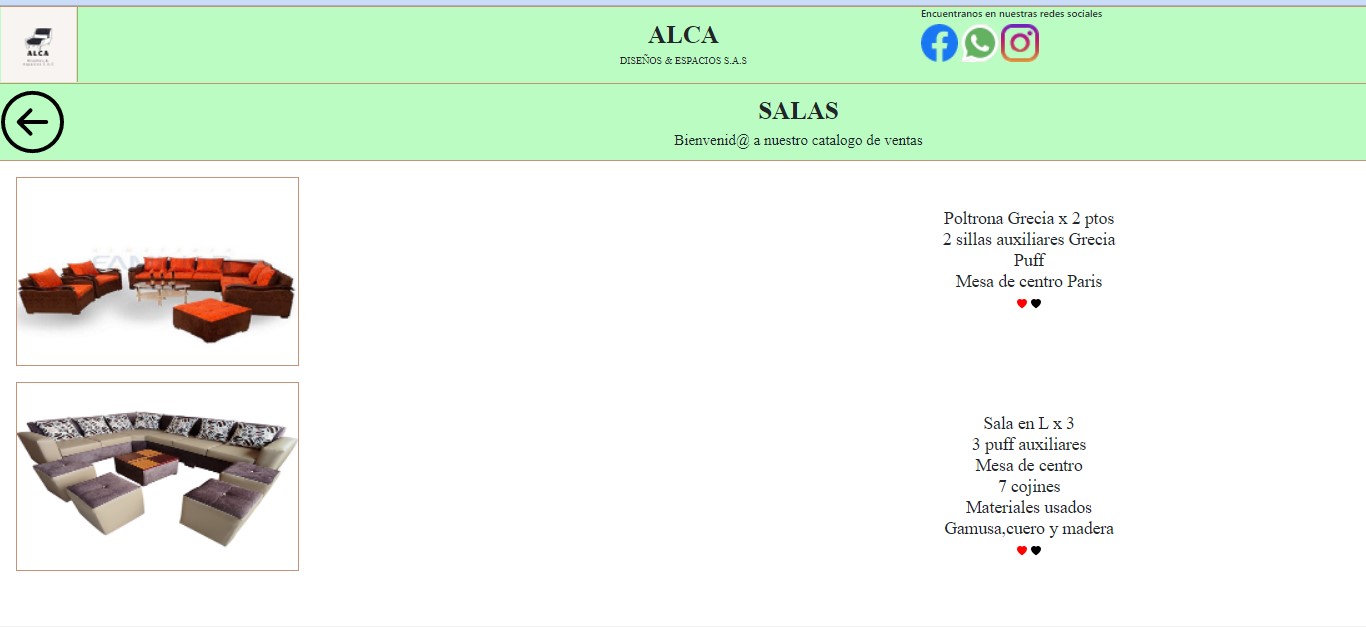 ALCA
ALCA
DISEÑOS & ESPACIOS S.A.S
Encuentranos en nuestras redes sociales
SALAS
Bienvenid@ a nuestro catalogo de ventas
Poltrona Grecia x 2 ptos
2 sillas auxiliares Grecia
Puff
Mesa de centro Paris
Sala en L x 3
3 puff auxiliares
Mesa de centro
7 cojines
Materiales usados
Gamusa,cuero y madera